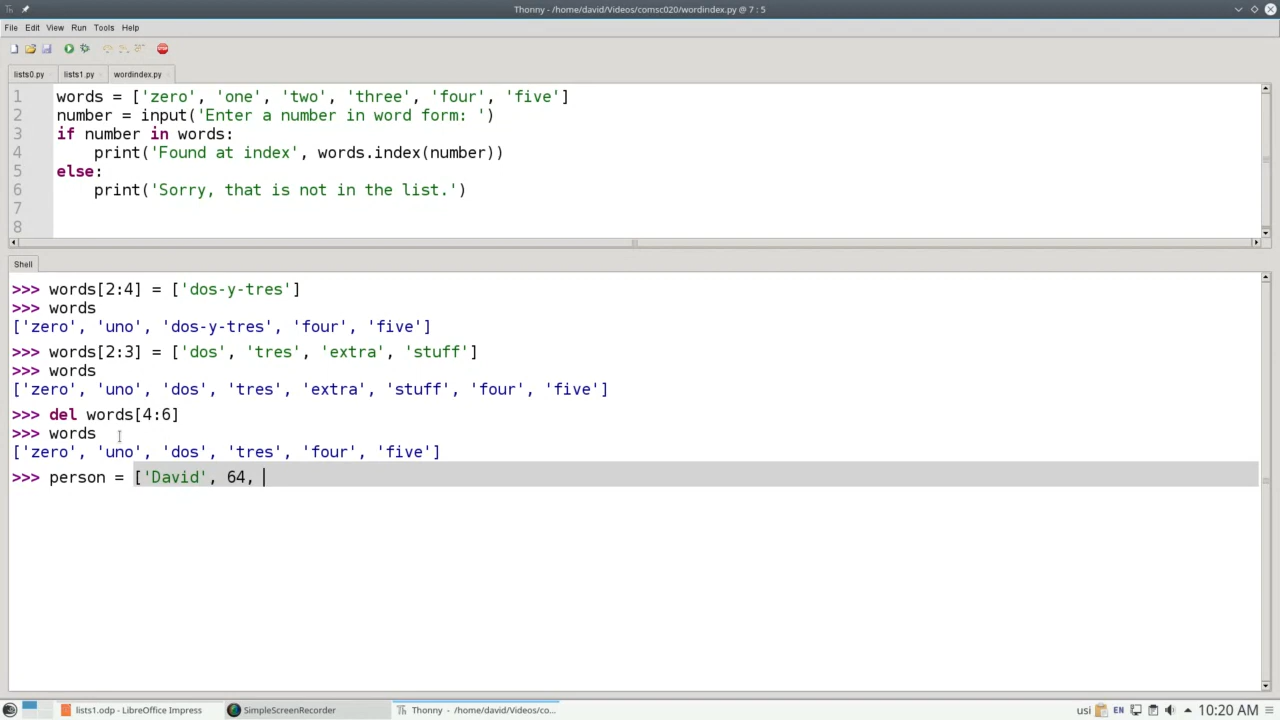 Thonny - /home/david/Videos/comsc020/wordindex.py @ 7 : 5
File Edit View Run Tools Help
lists0.py lists1.py wordindex.py
1 words = ['zero', 'one', 'two', 'three', 'four', 'five']
2 number = input('Enter a number in word form: ')
3 if number in words:
4 print('Found at index', words.index(number))
5 else:
6 print('Sorry, that is not in the list.')
7
8
Shell
>>> words[2:4] = ['dos-y-tres']
>>> words
['zero', 'uno', 'dos-y-tres', 'four', 'five']
>>> words[2:3] = ['dos', 'tres', 'extra', 'stuff']
>>> words
['zero', 'uno', 'dos', 'tres', 'extra', 'stuff', 'four', 'five']
>>> del words[4:6]
>>> words
['zero', 'uno', 'dos', 'tres', 'four', 'five']
>>> person = ['David', 64,
lists1.odp - LibreOffice Impress SimpleScreenRecorder Thonny - /home/david/Videos/co... usi EN 10:20 AM